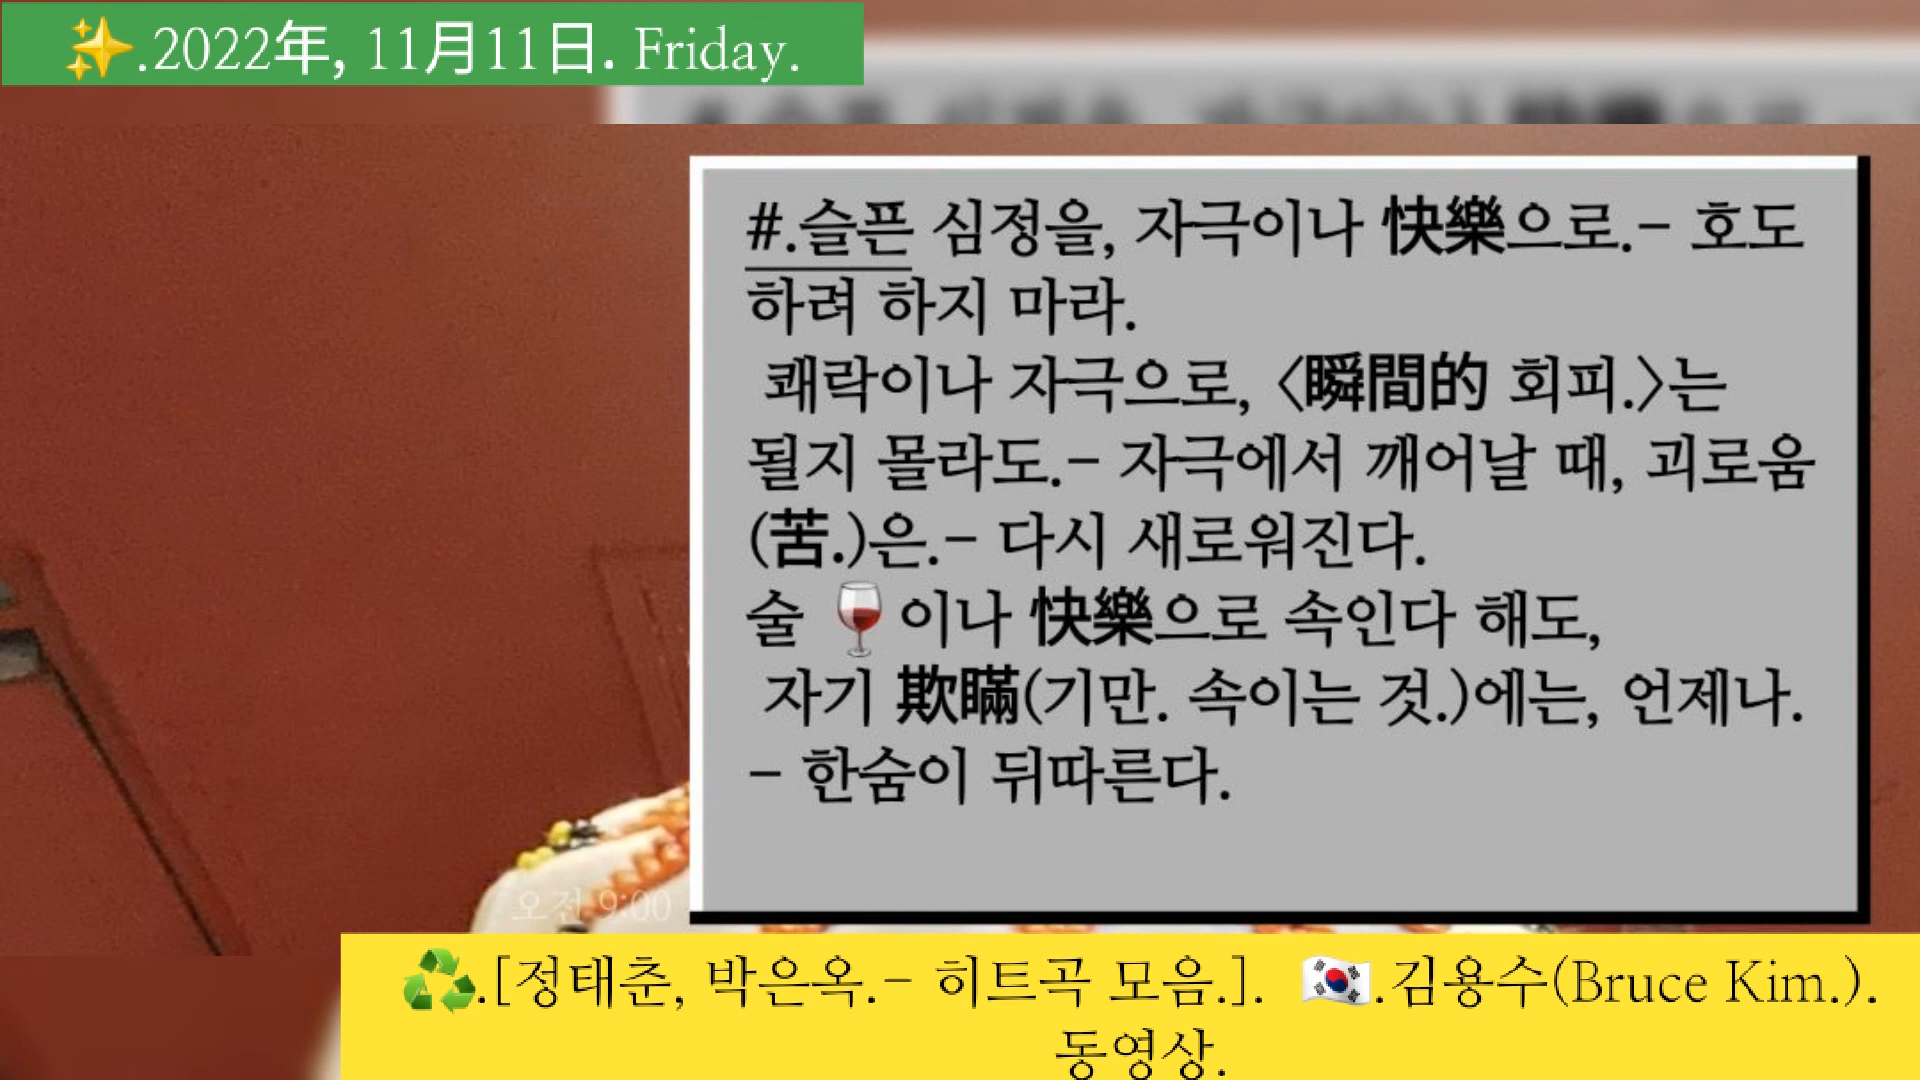 ✨.2022年, 11月11日. Friday.
#.슬픈 심정을, 자극이나 快樂으로.– 호도
하려 하지 마라.
쾌락이나 자극으로, 〈瞬間的 회피.〉는
될지 몰라도.– 자극에서 깨어날 때, 괴로움
(苦.)은.– 다시 새로워진다.
술 🍷이나 快樂으로 속인다 해도,
자기 欺瞞(기만. 속이는 것.)에는, 언제나.
– 한숨이 뒤따른다.
오전 9:00
♻️.[정태춘, 박은옥.– 히트곡 모음.]. 🇰🇷.김용수(Bruce Kim.).
동영상.